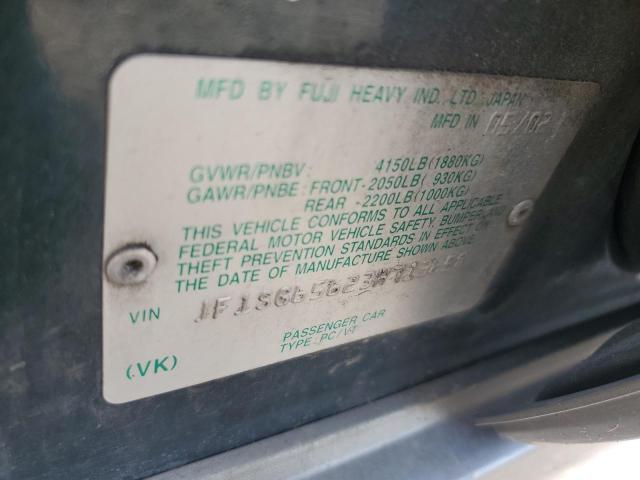 MFD BY FUJI HEAVY IND. LTD. JAPAN
MFD IN 05/02
GVWR/PNBV: 4150LB(1880KG)
GAWR/PNBE: FRONT-2050LB( 930KG)
REAR -2200LB(1000KG)
THIS VEHICLE CONFORMS TO ALL APPLICABLE
FEDERAL MOTOR VEHICLE SAFETY, BUMPER, AND
THEFT PREVENTION STANDARDS IN EFFECT ON
THE DATE OF MANUFACTURE SHOWN ABOVE.
VIN
PASSENGER CAR
TYPE:PC/VT
(VK)